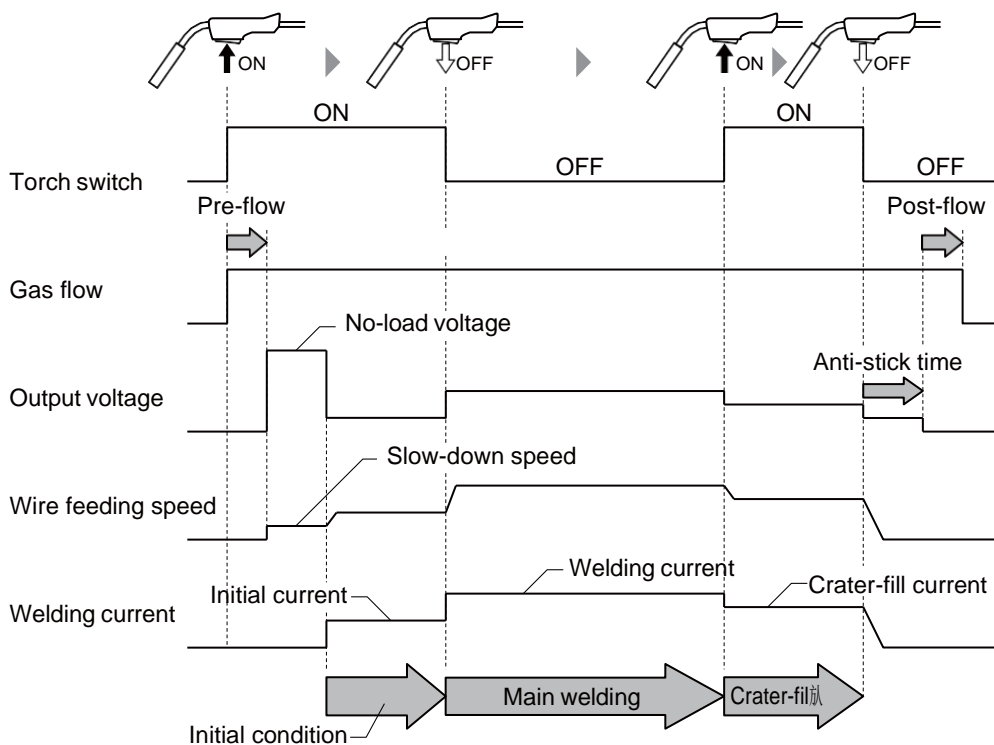 ON
OFF
ON
OFF
ON
ON
OFF
OFF
Torch switch
Pre-flow
Post-flow
Gas flow
No-load voltage
Anti-stick time
Output voltage
Slow-down speed
Wire feeding speed
Welding current
Initial current
Crater-fill current
Welding current
Main welding
Initial condition